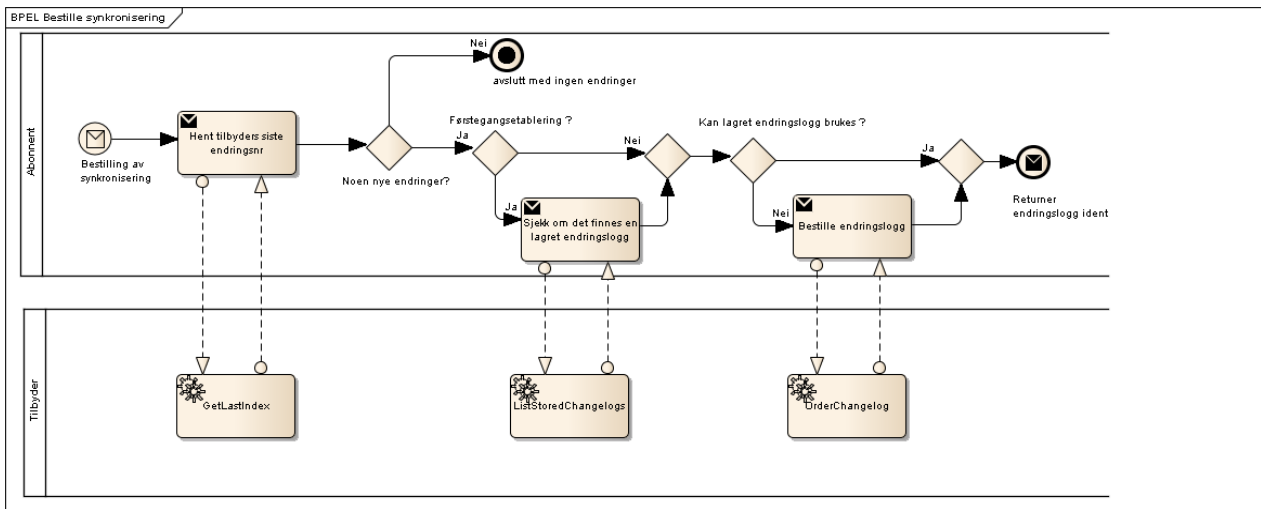 BPEL Bestille synkronisering
Abonnent
Bestilling av
synkronisering
Hent tilbyders siste
endringsnr
Noen nye endringer?
Nei
avslutt med ingen endringer
Ja
Førstegangsetablering ?
Nei
Ja
Sjekk om det finnes en
lagret endringslogg
Kan lagret endringslogg brukes ?
Ja
Nei
Bestille endringslogg
Returner
endringslogg ident
Tilbyder
GetLastIndex
ListStoredChangelogs
OrderChangelog